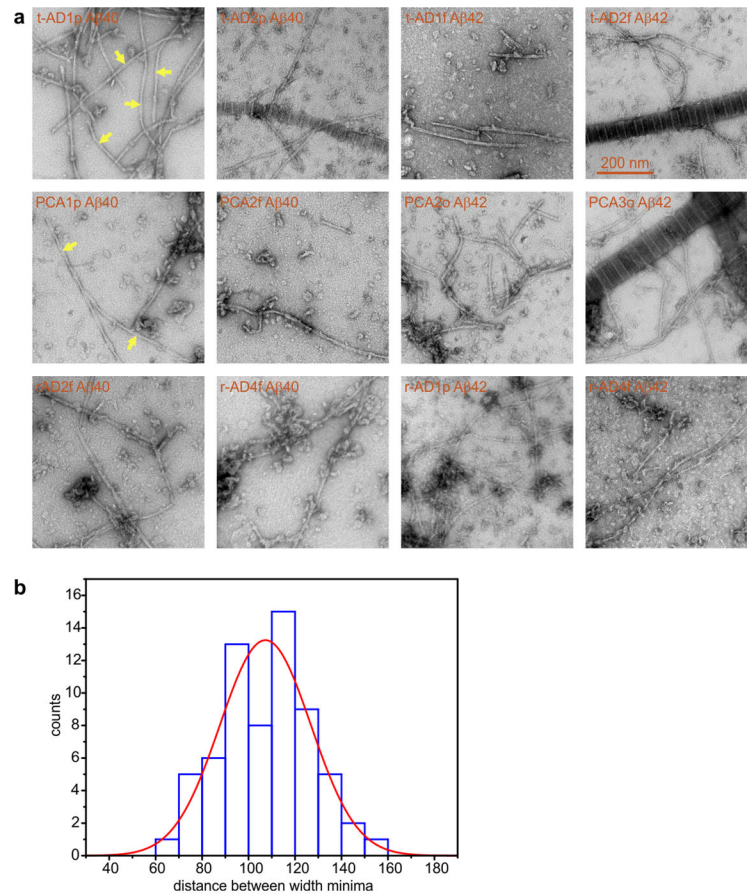 a
t-AD1p Aβ40
t-AD2p Aβ40
t-AD1f Aβ42
t-AD2f Aβ42
200 nm
PCA1p Aβ40
PCA2f Aβ40
PCA2o Aβ42
PCA3o Aβ42
rAD2f Aβ40
r-AD4f Aβ40
r-AD1p Aβ42
r-AD4f Aβ42
b
16
14
12
10
8
6
4
2
0
counts
40 60 80 100 120 140 160 180
distance between width minima